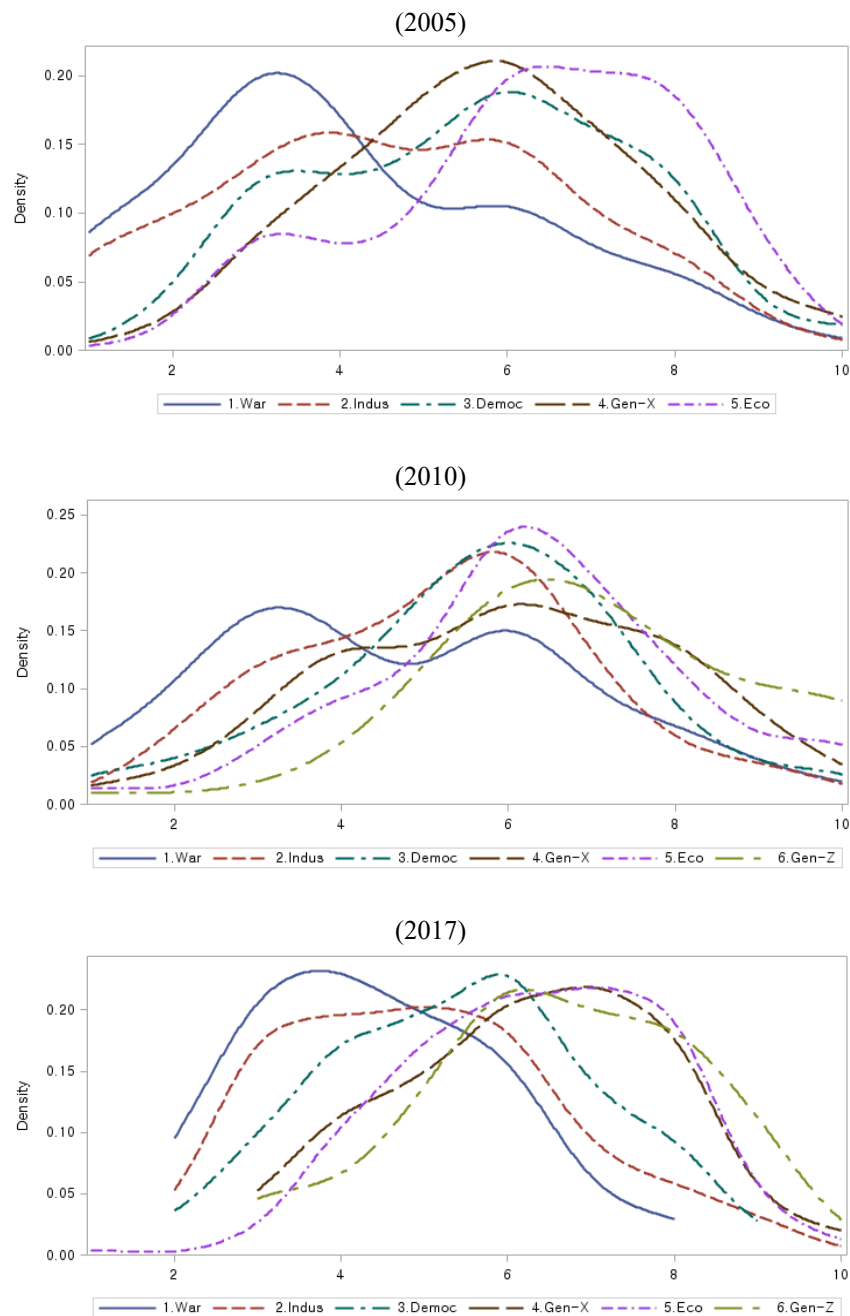 (2005)
0.20
0.15
0.10
0.05
0.00
Density
2 4 6 8 10
1.War 2.Indus 3.Democ 4.Gen-X 5.Eco
(2010)
0.25
0.20
0.15
0.10
0.05
0.00
Density
2 4 6 8 10
1.War 2.Indus 3.Democ 4.Gen-X 5.Eco 6.Gen-Z
(2017)
0.20
0.15
0.10
0.05
0.00
Density
2 4 6 8 10
1.War 2.Indus 3.Democ 4.Gen-X 5.Eco 6.Gen-Z